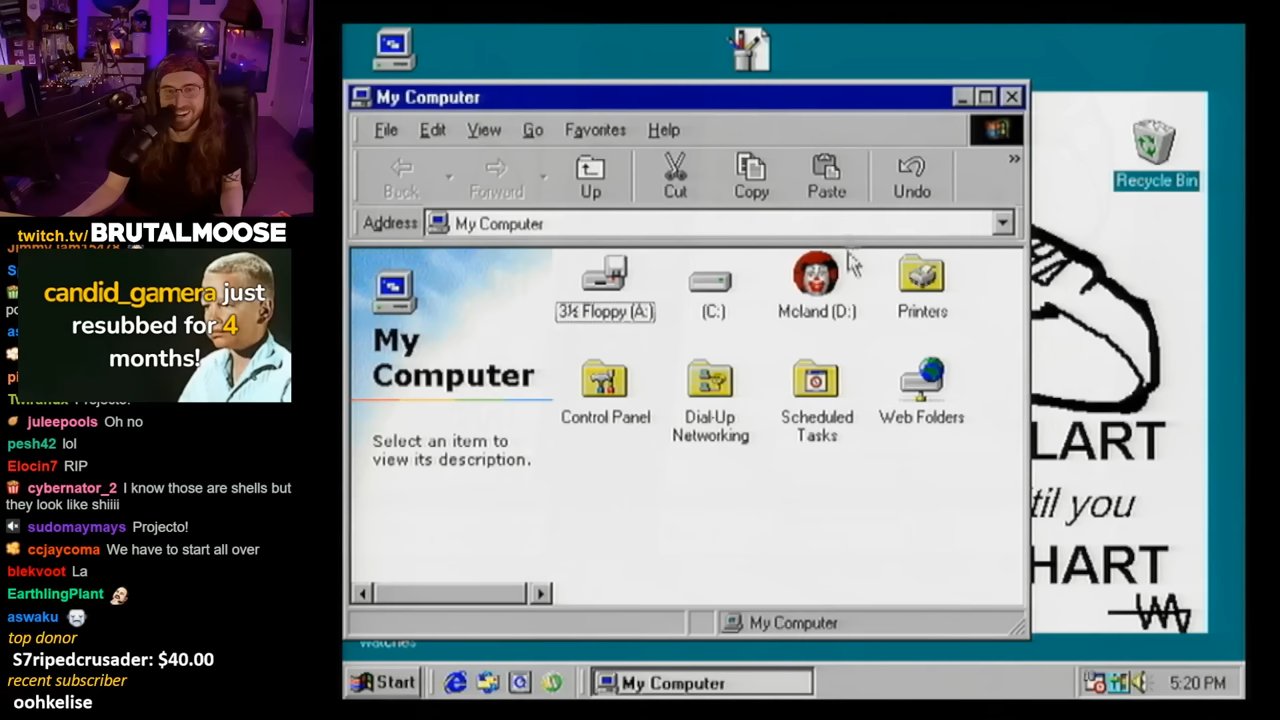 twitch.tv/BRUTALMOOSE
candid_gamera just
resubbed for 4
months!
juleepools Oh no
pesh42 lol
Elocin7 RIP
cybernator_2 I know those are shells but
they look like shiiii
sudomaymays Projecto!
ccjaycoma We have to start all over
blekvoot La
EarthlingPlant
aswaku
top donor
S7ripedcrusader: $40.00
recent subscriber
oohkelise
My Computer
File Edit View Go Favorites Help
Back Forward Up Cut Copy Paste Undo
Address My Computer
My
Computer
Select an item to
view its description.
3½ Floppy (A:) (C:) Mcland (D:) Printers
Control Panel Dial-Up
Networking Scheduled
Tasks Web Folders
My Computer
Recycle Bin
LART
til you
HART
Start My Computer 5:20 PM